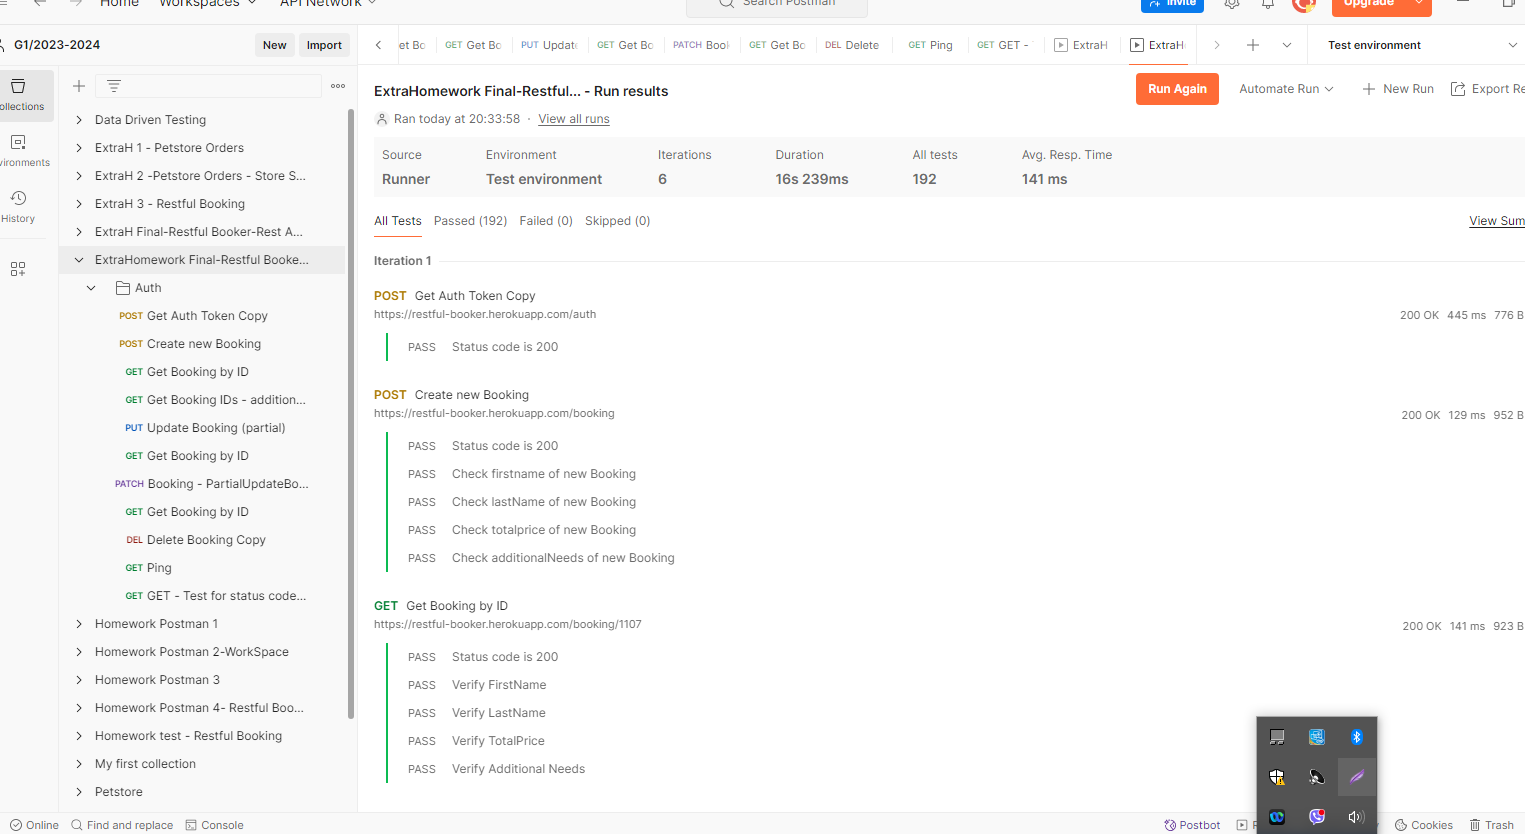 Home Workspaces API Network Search Postman Invite Upgrade
G1/2023-2024 New Import
et Bo GET Get Bo PUT Update GET Get Bo PATCH Booki GET Get Bo DEL Delete GET Ping GET GET - ExtraH ExtraH Test environment
ollections
vironments
History
Data Driven Testing
ExtraH 1 - Petstore Orders
ExtraH 2 -Petstore Orders - Store S...
ExtraH 3 - Restful Booking
ExtraH Final-Restful Booker-Rest A...
ExtraHomework Final-Restful Booke...
Auth
POST Get Auth Token Copy
POST Create new Booking
GET Get Booking by ID
GET Get Booking IDs - addition...
PUT Update Booking (partial)
GET Get Booking by ID
PATCH Booking - PartialUpdateBo...
GET Get Booking by ID
DEL Delete Booking Copy
GET Ping
GET GET - Test for status code...
Homework Postman 1
Homework Postman 2-WorkSpace
Homework Postman 3
Homework Postman 4- Restful Boo...
Homework test - Restful Booking
My first collection
Petstore
ExtraHomework Final-Restful... - Run results
Run Again Automate Run New Run Export Re
Ran today at 20:33:58 · View all runs
Source Environment Iterations Duration All tests Avg. Resp. Time
Runner Test environment 6 16s 239ms 192 141 ms
All Tests Passed (192) Failed (0) Skipped (0) View Sum
Iteration 1
POST Get Auth Token Copy
https://restful-booker.herokuapp.com/auth 200 OK 445 ms 776 B
PASS Status code is 200
POST Create new Booking
https://restful-booker.herokuapp.com/booking 200 OK 129 ms 952 B
PASS Status code is 200
PASS Check firstname of new Booking
PASS Check lastName of new Booking
PASS Check totalprice of new Booking
PASS Check additionalNeeds of new Booking
GET Get Booking by ID
https://restful-booker.herokuapp.com/booking/1107 200 OK 141 ms 923 B
PASS Status code is 200
PASS Verify FirstName
PASS Verify LastName
PASS Verify TotalPrice
PASS Verify Additional Needs
Online Find and replace Console Postbot Cookies Trash